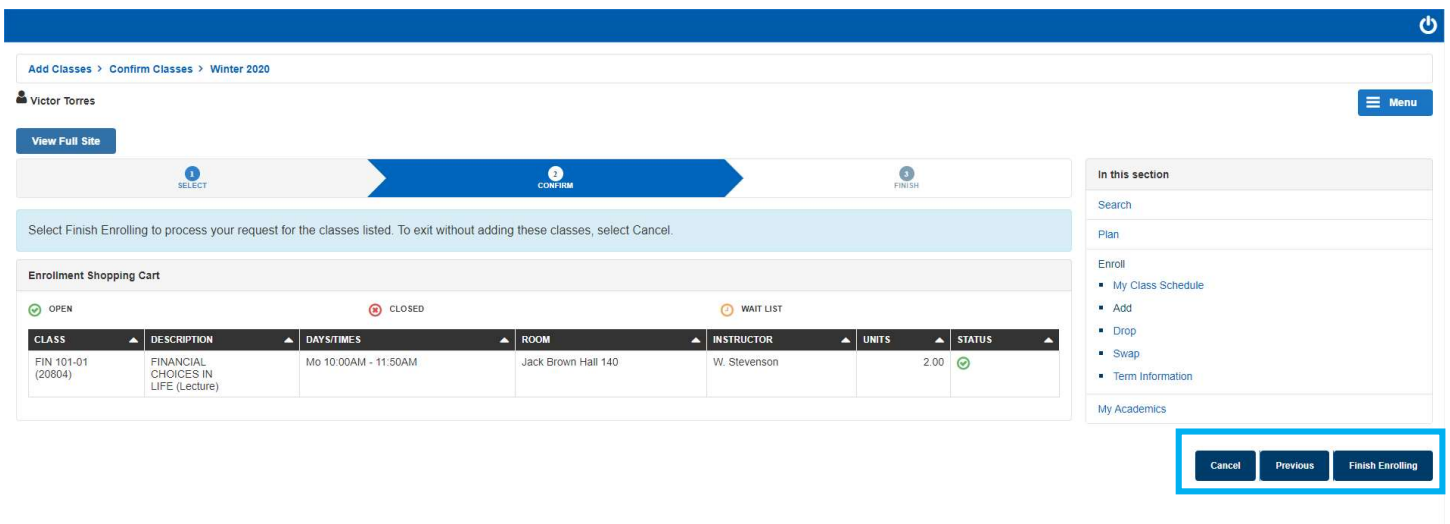 Add Classes > Confirm Classes > Winter 2020
Victor Torres
Menu
View Full Site
1
SELECT
2
CONFIRM
3
FINISH
Select Finish Enrolling to process your request for the classes listed. To exit without adding these classes, select Cancel.
Enrollment Shopping Cart
OPEN
CLOSED
WAIT LIST
CLASS DESCRIPTION DAYS/TIMES ROOM INSTRUCTOR UNITS STATUS
FIN 101-01 FINANCIAL Mo 10:00AM - 11:50AM Jack Brown Hall 140 W. Stevenson 2.00
(20804) CHOICES IN
LIFE (Lecture)
In this section
Search
Plan
Enroll
My Class Schedule
Add
Drop
Swap
Term Information
My Academics
Cancel Previous Finish Enrolling